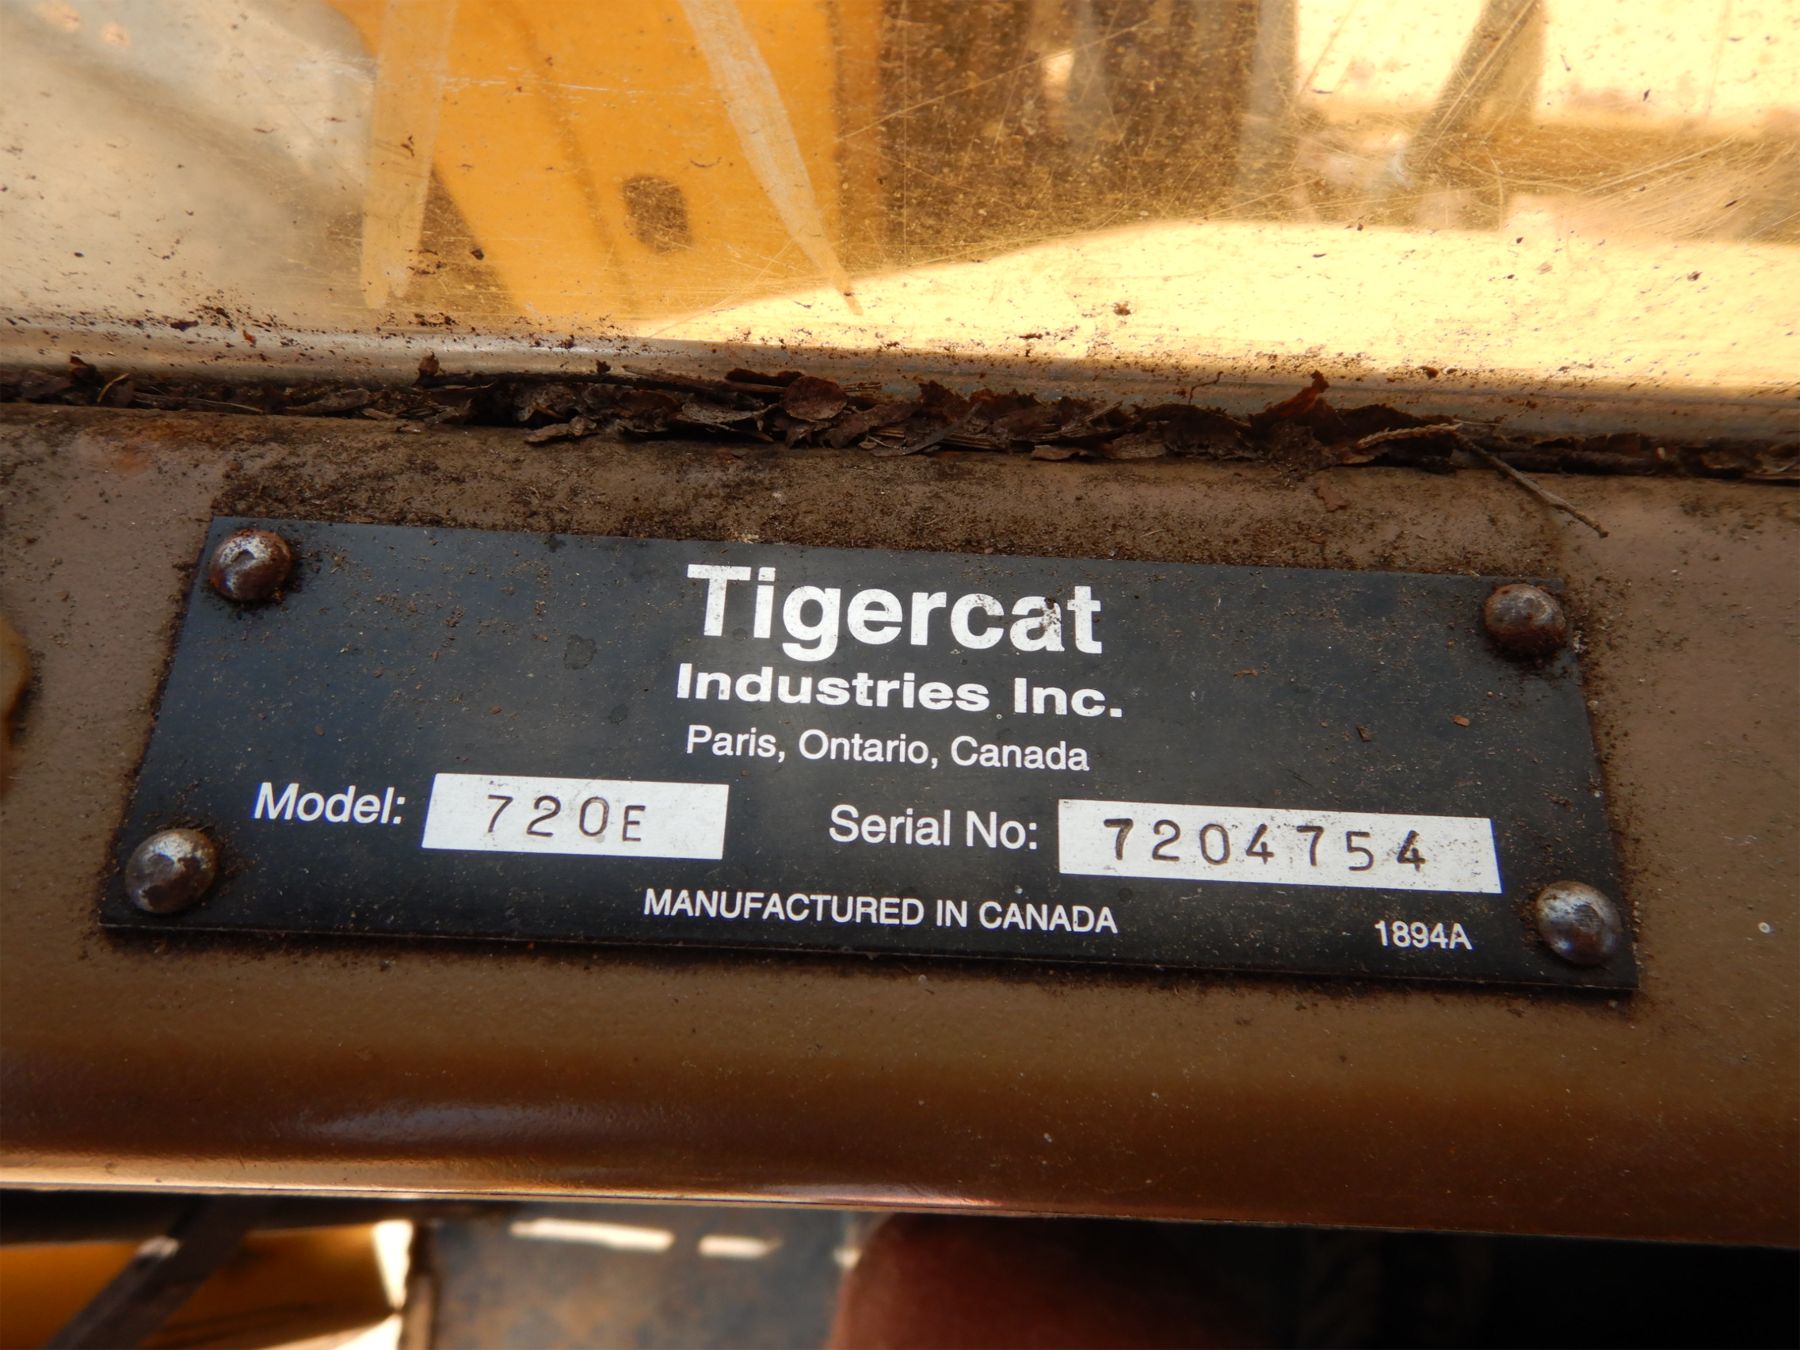 Tigercat
Industries Inc.
Paris, Ontario, Canada
Model: 720E Serial No: 7204754
MANUFACTURED IN CANADA 1894A